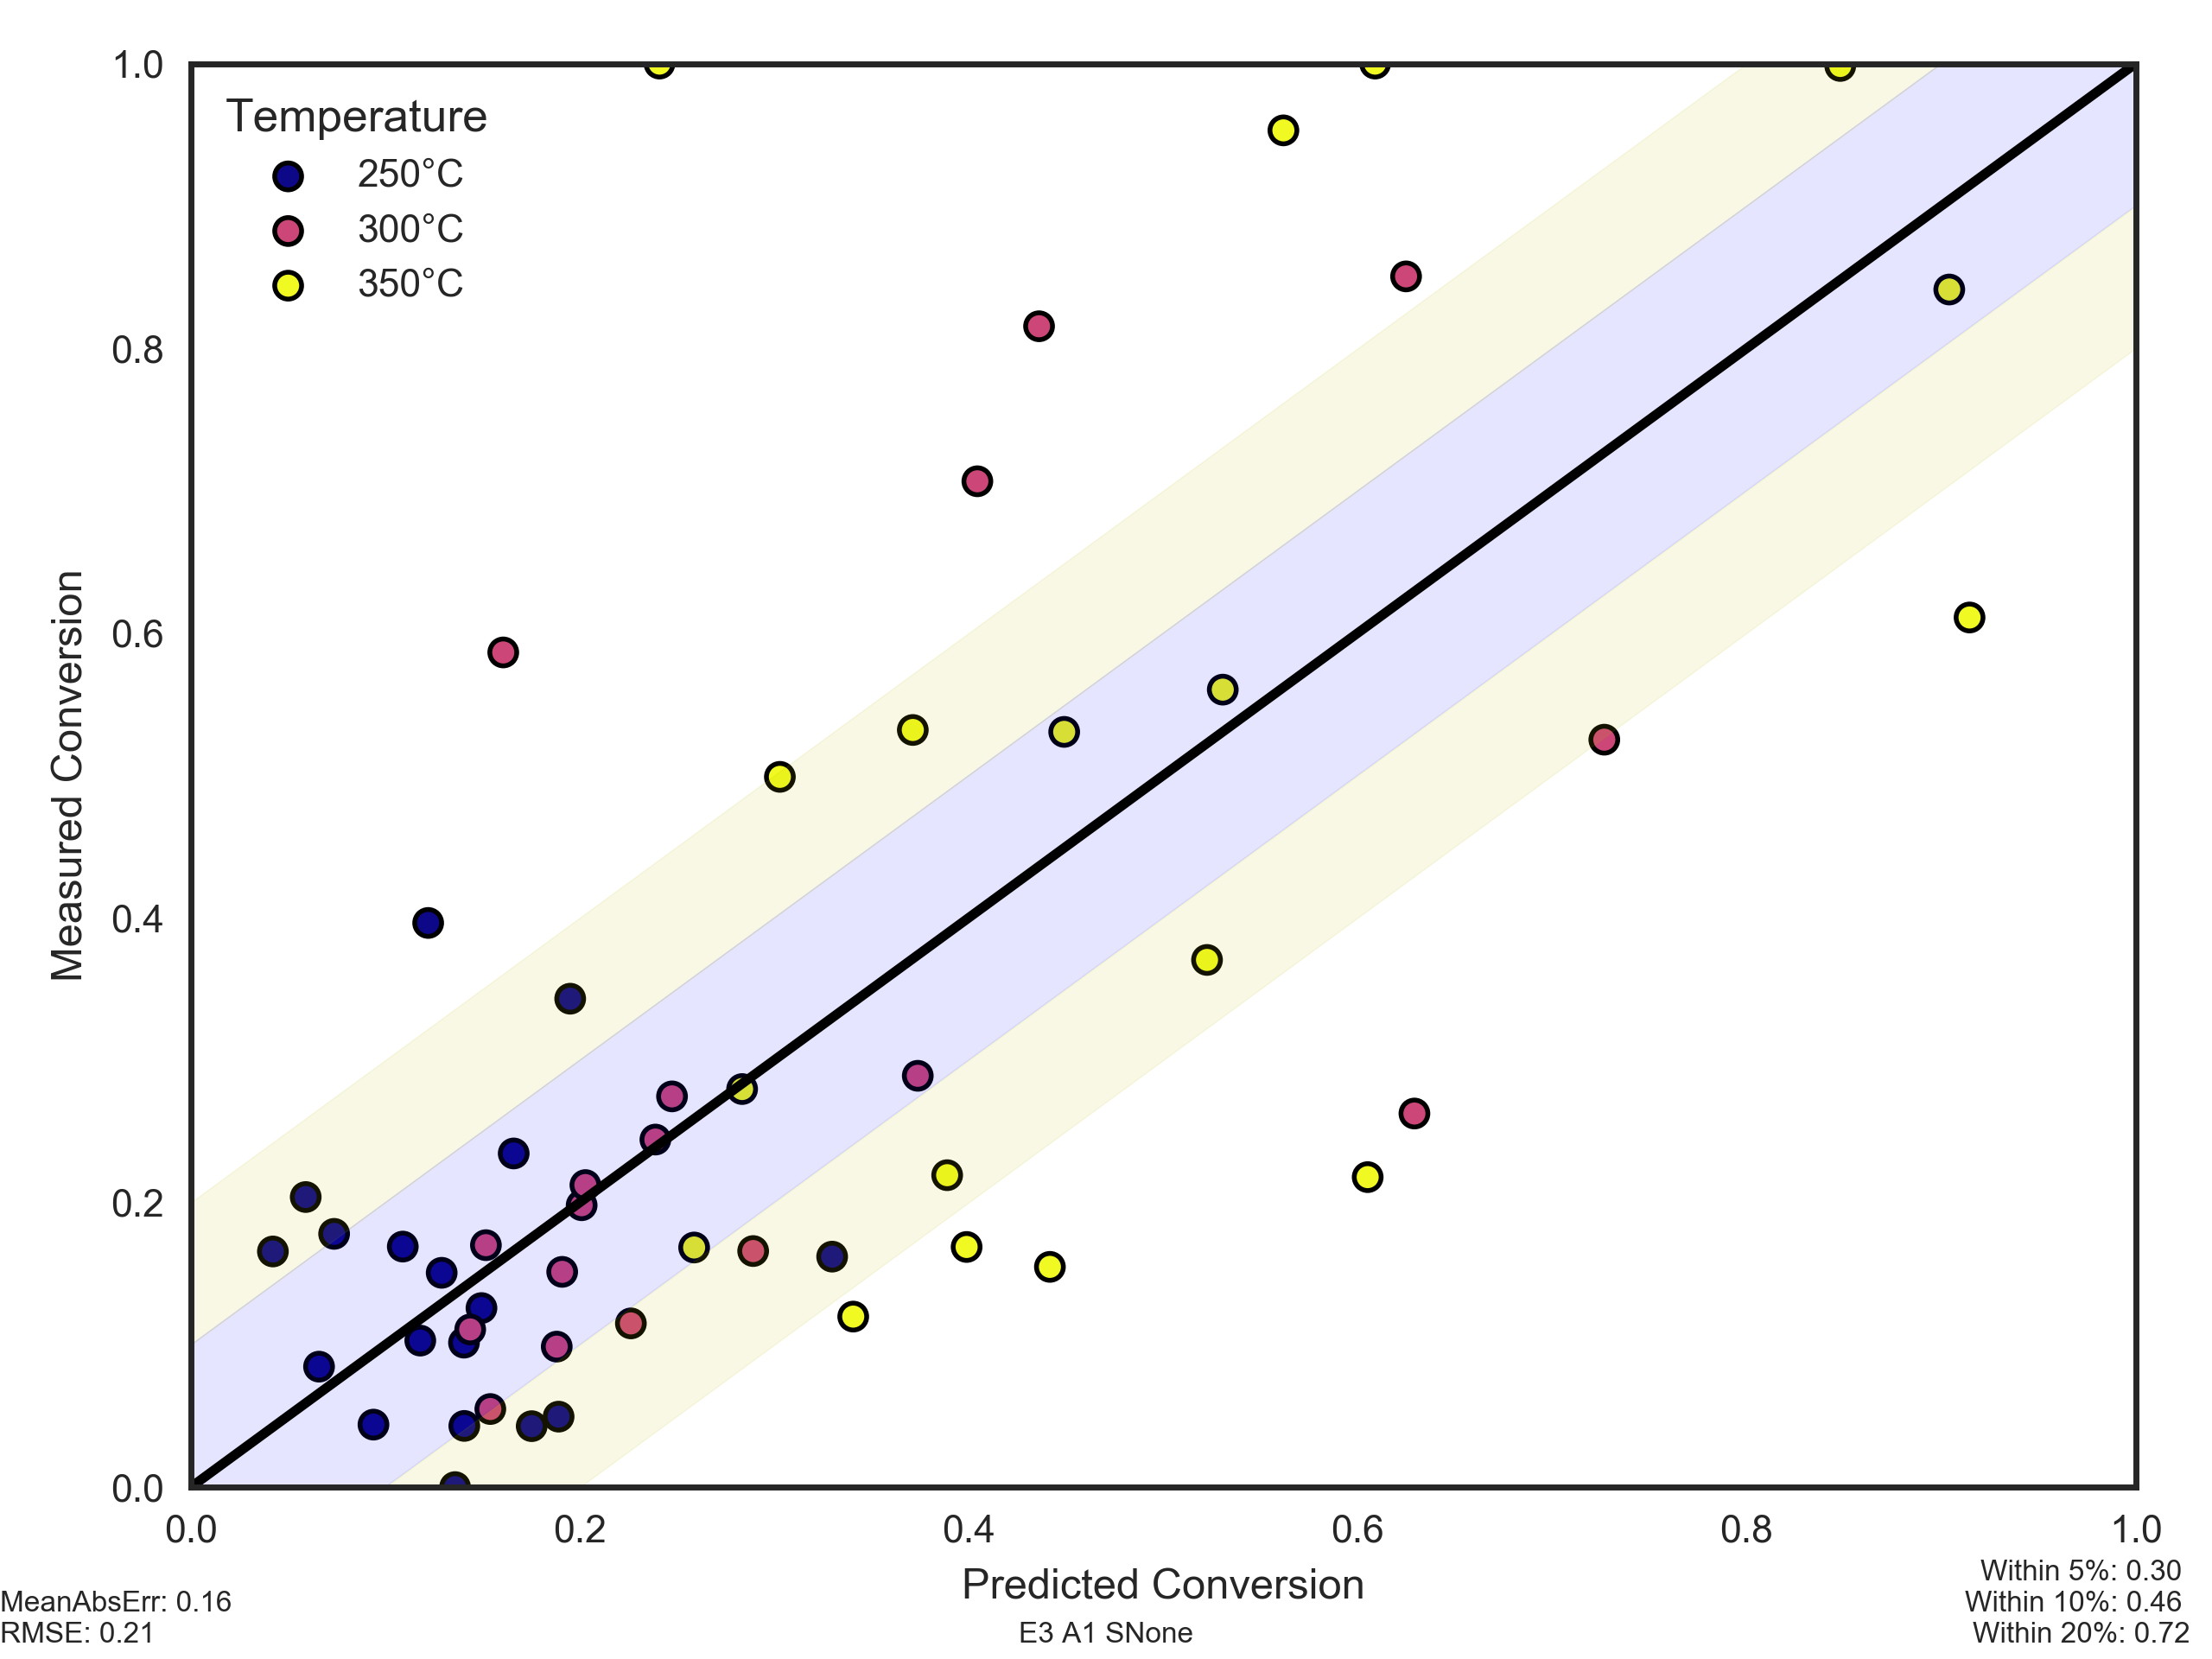 Temperature
250°C
300°C
350°C
1.0
0.8
0.6
0.4
0.2
0.0
Measured Conversion
0.0 0.2 0.4 0.6 0.8 1.0
Predicted Conversion
E3 A1 SNone
MeanAbsErr: 0.16
RMSE: 0.21
Within 5%: 0.30
Within 10%: 0.46
Within 20%: 0.72